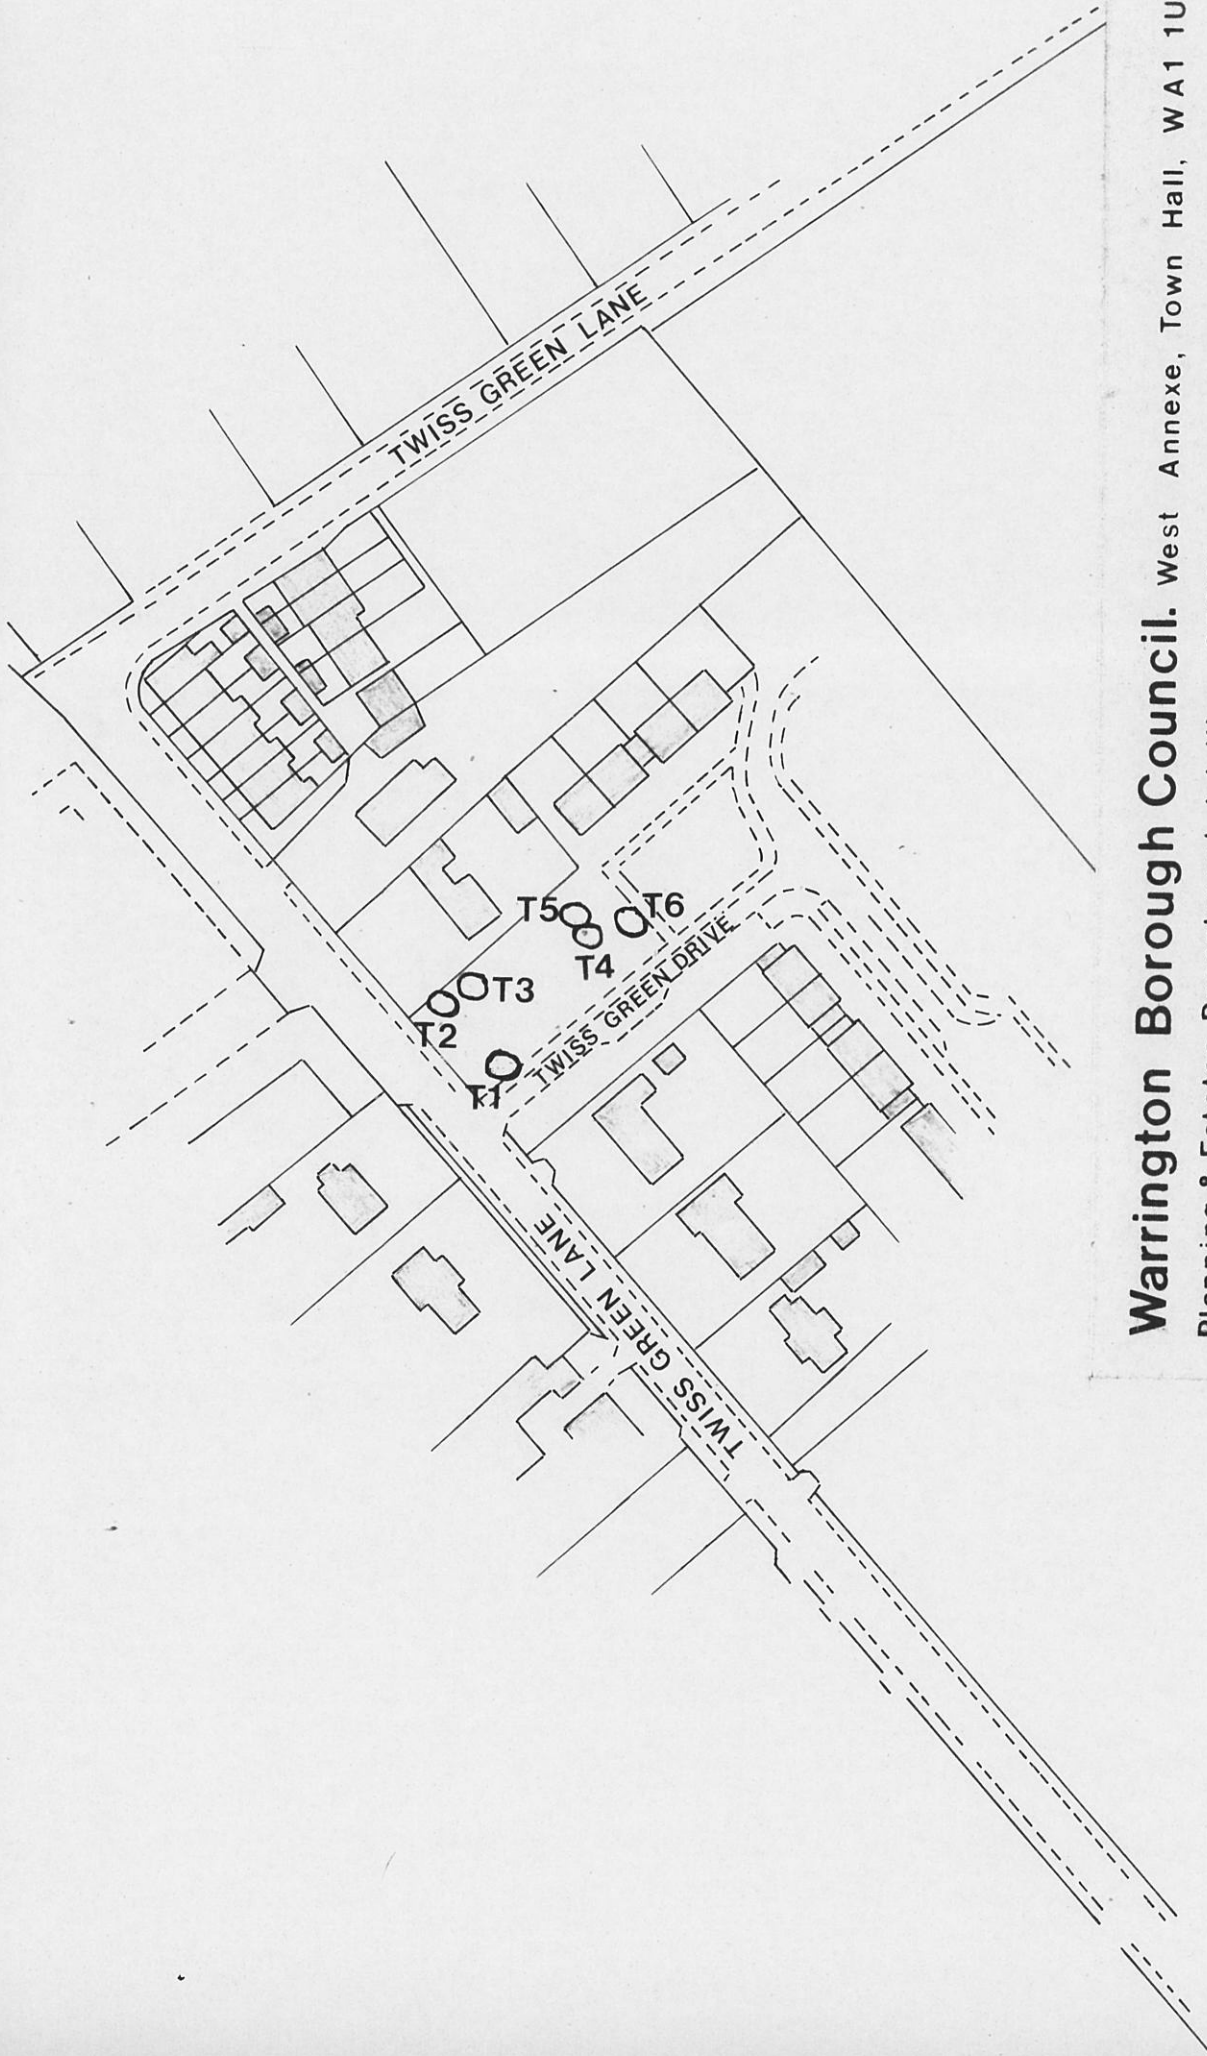 TWISS GREEN LANE
T5
T6
T4
T3
T2
T1
TWISS GREEN DRIVE
TWISS GREEN LANE
Warrington Borough Council. West Annexe, Town Hall, WA1 1U